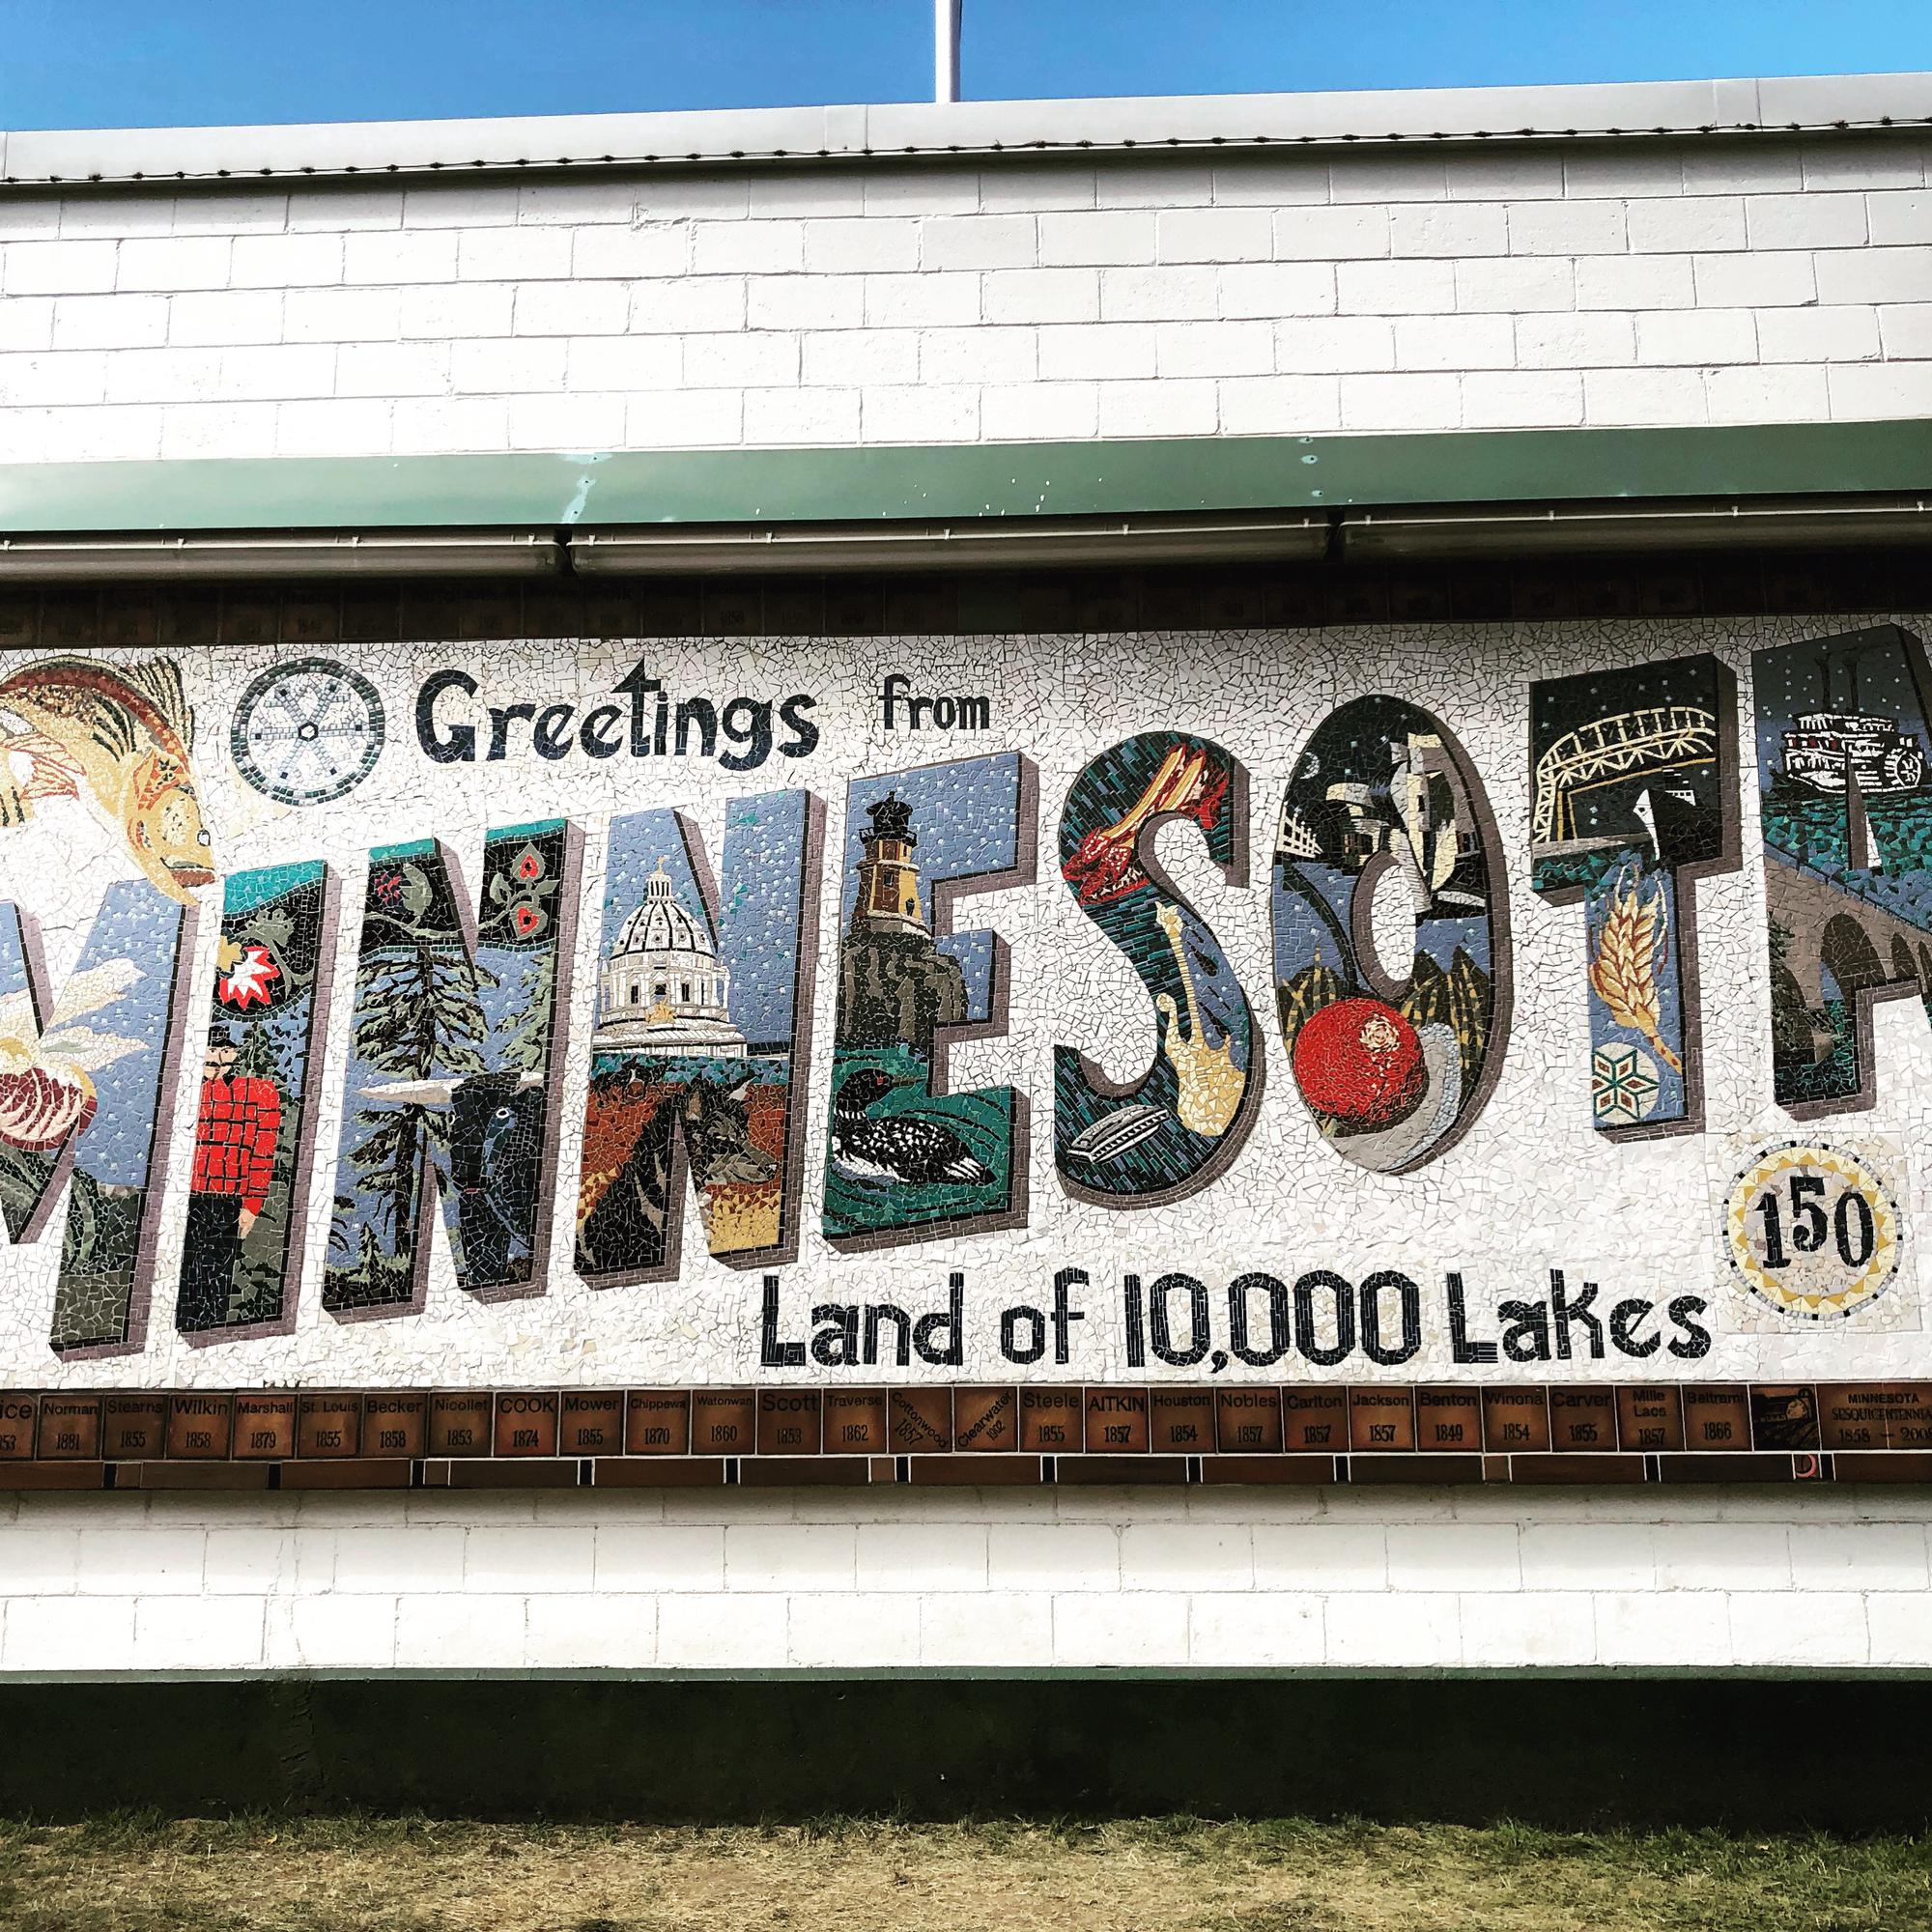 Greetings from
MINNESOTA
150
Land of 10,000 Lakes
Norman 1881
Stearns 1855
Wilkin 1858
Marshall 1879
St. Louis 1855
Becker 1858
Nicollet 1853
COOK 1874
Mower 1855
Chippewa 1870
Watonwan 1860
Scott 1853
Traverse 1862
Cottonwood 1857
Clearwater 1902
Steele 1855
AITKIN 1857
Houston 1854
Nobles 1857
Carlton 1857
Jackson 1857
Benton 1849
Winona 1854
Carver 1855
Mille Lacs 1857
Beltrami 1866
MINNESOTA
SESQUICENTENNIA
1858 - 2008